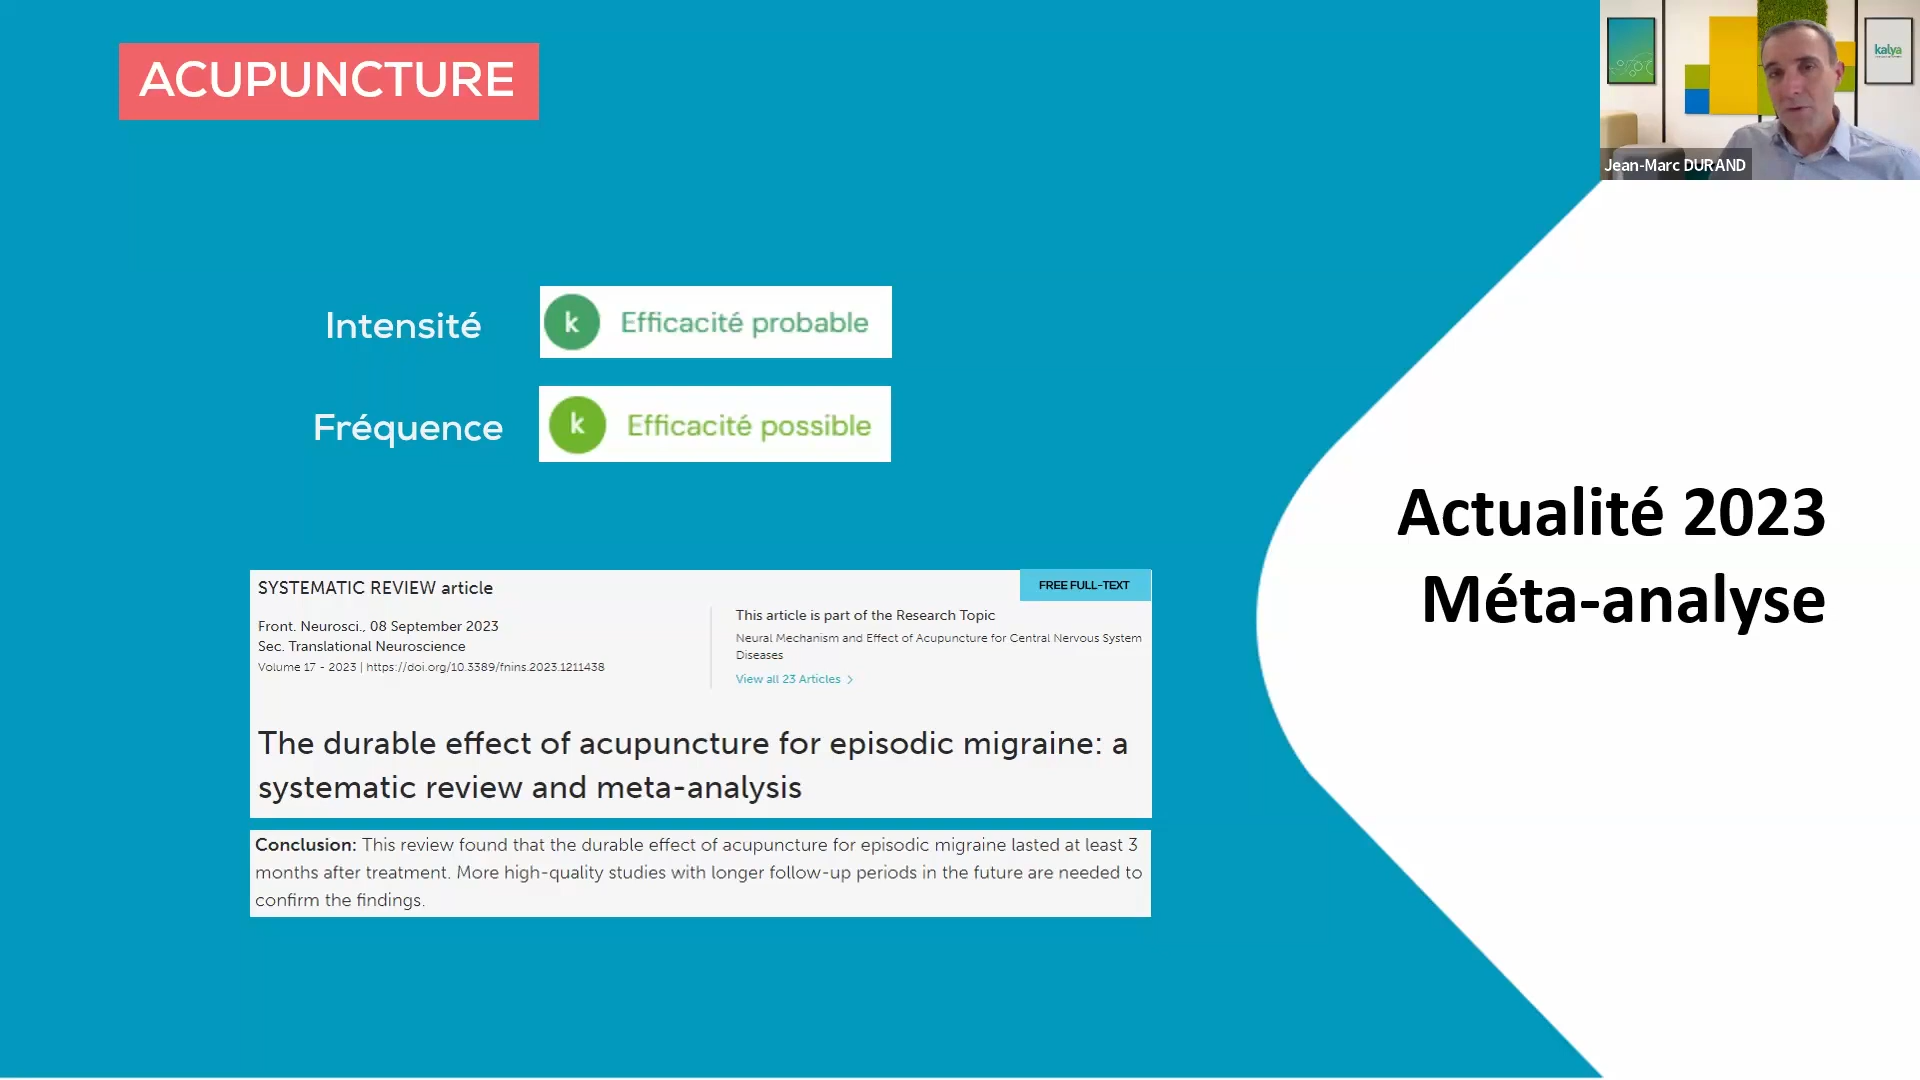 ACUPUNCTURE
kalya
Jean-Marc DURAND
Intensité
k Efficacité probable
Fréquence
k Efficacité possible
Actualité 2023
Méta-analyse
SYSTEMATIC REVIEW article
FREE FULL-TEXT
Front. Neurosci., 08 September 2023
Sec. Translational Neuroscience
Volume 17 - 2023 | https://doi.org/10.3389/fnins.2023.1211438
This article is part of the Research Topic
Neural Mechanism and Effect of Acupuncture for Central Nervous System
Diseases
View all 23 Articles >
The durable effect of acupuncture for episodic migraine: a
systematic review and meta-analysis
Conclusion: This review found that the durable effect of acupuncture for episodic migraine lasted at least 3
months after treatment. More high-quality studies with longer follow-up periods in the future are needed to
confirm the findings.